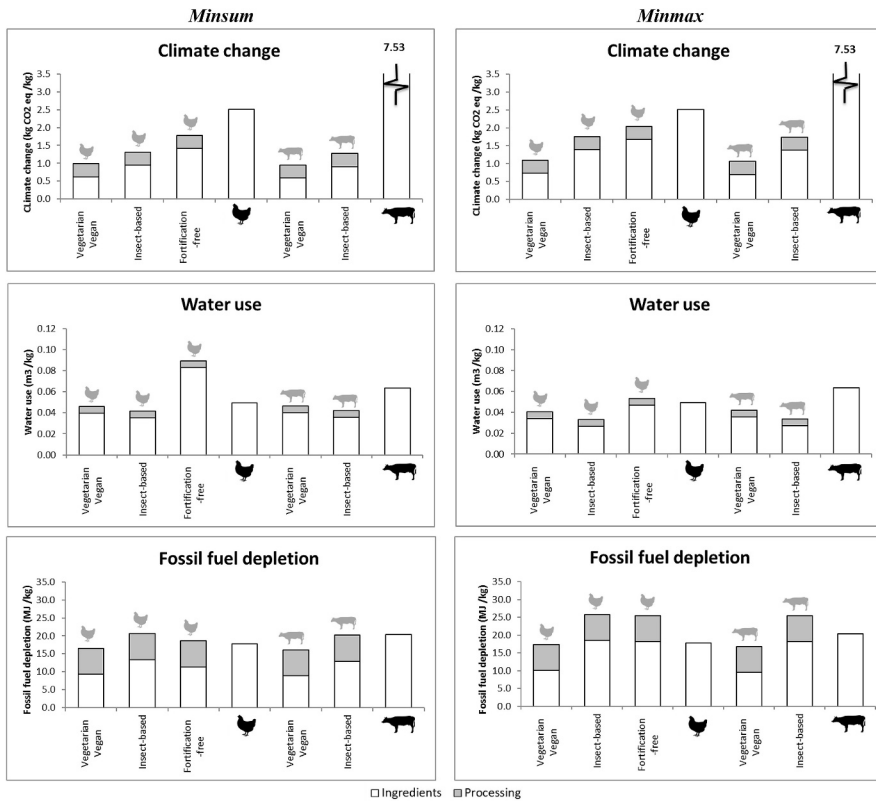 Minsum
Minmax
Climate change
7.53
CLimate change (kg CO2 eq /kg)
3.5
3.0
2.5
2.0
1.5
1.0
0.5
0.0
Vegetarian
Vegan
Insect-based
Fortification
-free
Vegetarian
Vegan
Insect-based
Climate change
7.53
CLimate change (kg CO2 eq /kg)
3.5
3.0
2.5
2.0
1.5
1.0
0.5
0.0
Vegetarian
Vegan
Insect-based
Fortification
-free
Vegetarian
Vegan
Insect-based
Water use
Water use (m3 /kg)
0.12
0.10
0.08
0.06
0.04
0.02
0.00
Vegetarian
Vegan
Insect-based
Fortification
-free
Vegetarian
Vegan
Insect-based
Water use
Water use (m3 /kg)
0.12
0.10
0.08
0.06
0.04
0.02
0.00
Vegetarian
Vegan
Insect-based
Fortification
-free
Vegetarian
Vegan
Insect-based
Fossil fuel depletion
Fossil fuel depletion (MJ /kg)
35.0
30.0
25.0
20.0
15.0
10.0
5.0
0.0
Vegetarian
Vegan
Insect-based
Fortification
-free
Vegetarian
Vegan
Insect-based
Fossil fuel depletion
Fossil fuel depletion (MJ /kg)
35.0
30.0
25.0
20.0
15.0
10.0
5.0
0.0
Vegetarian
Vegan
Insect-based
Fortification
-free
Vegetarian
Vegan
Insect-based
Ingredients Processing